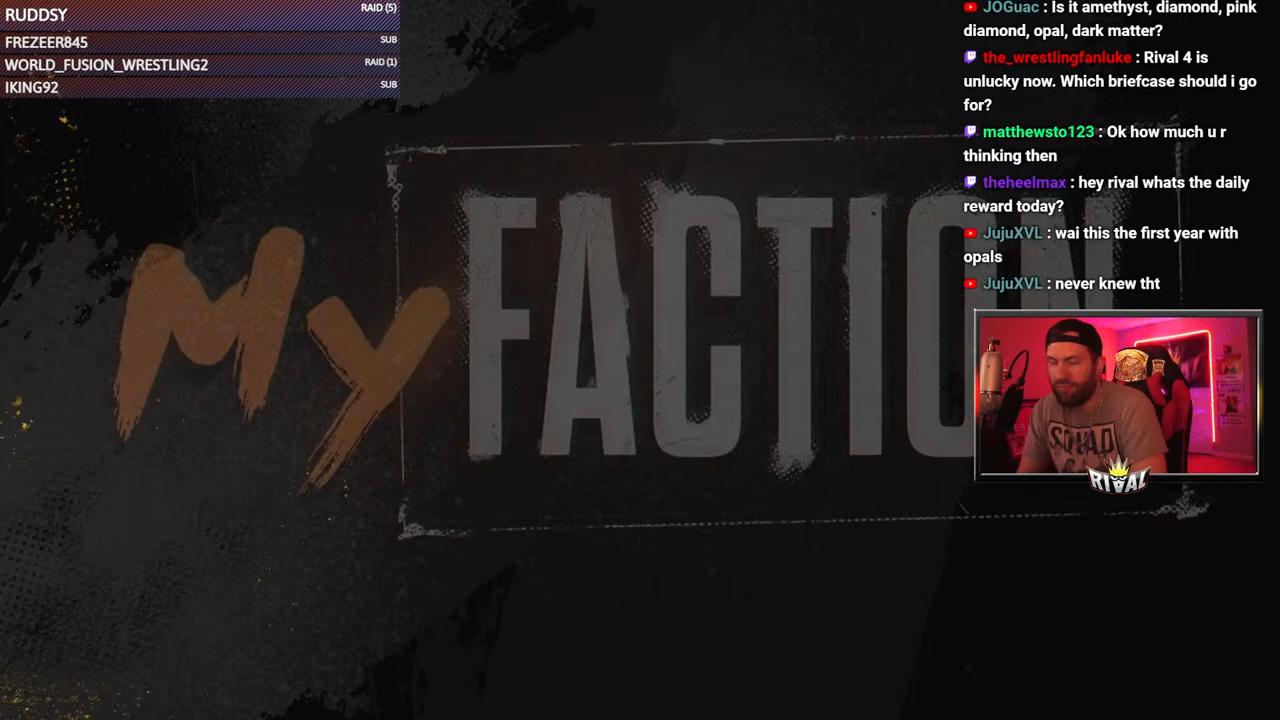 RUDDSY RAID (5)
FREZEER845 SUB
WORLD_FUSION_WRESTLING2 RAID (1)
IKING92 SUB
My FACTION
JOGuac : Is it amethyst, diamond, pink
diamond, opal, dark matter?
the_wrestlingfanluke : Rival 4 is
unlucky now. Which briefcase should i go
for?
matthewsto123 : Ok how much u r
thinking then
theheelmax : hey rival whats the daily
reward today?
JujuXVL : wai this the first year with
opals
JujuXVL : never knew tht
SQUAD
RIVAL